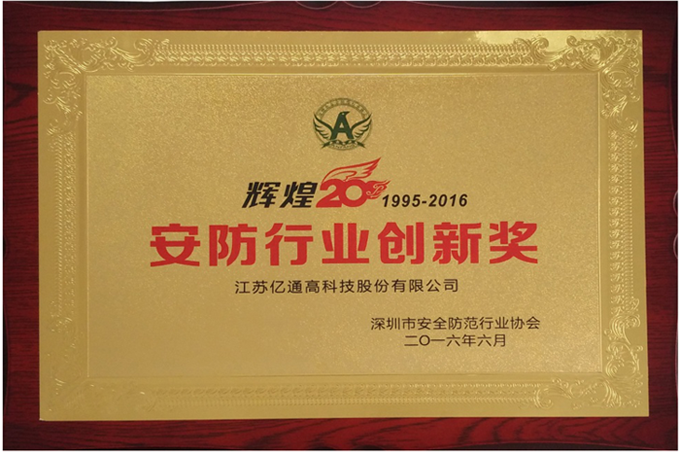 辉煌20年 1995-2016
安防行业创新奖
江苏亿通高科技股份有限公司
深圳市安全防范行业协会
二〇一六年六月